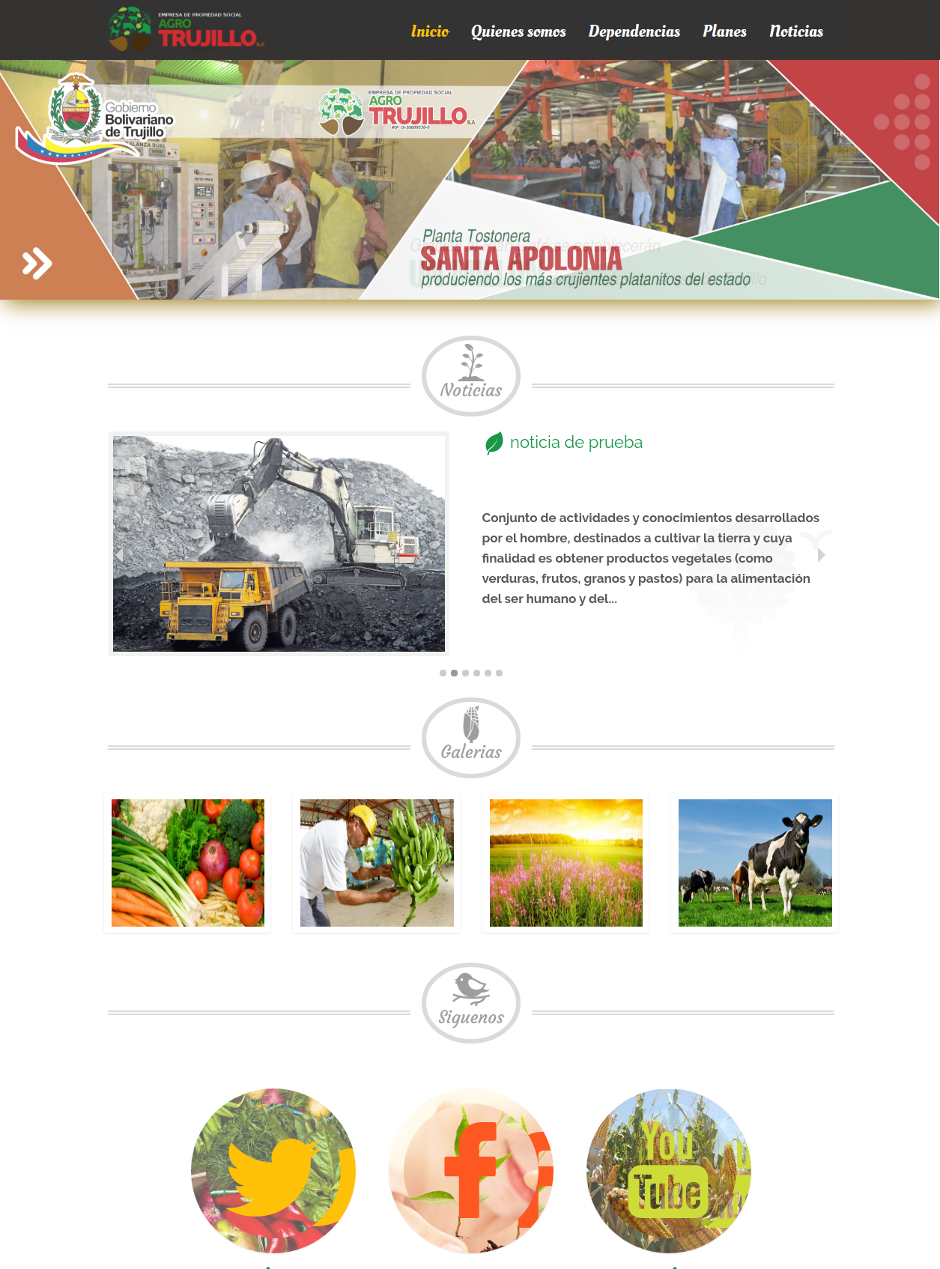 EMPRESA DE PROPIEDAD SOCIAL
AGRO
TRUJILLO S.A
Inicio
Quienes somos
Dependencias
Planes
Noticias
Gobierno
Bolivariano
de Trujillo
EMPRESA DE PROPIEDAD SOCIAL
AGRO
TRUJILLO S.A
Planta Tostonera
SANTA APOLONIA
produciendo los más crujientes platanitos del estado
Noticias
noticia de prueba
Conjunto de actividades y conocimientos desarrollados
por el hombre, destinados a cultivar la tierra y cuya
finalidad es obtener productos vegetales (como
verduras, frutos, granos y pastos) para la alimentación
del ser humano y del...
Galerias
Siguenos
You
Tube